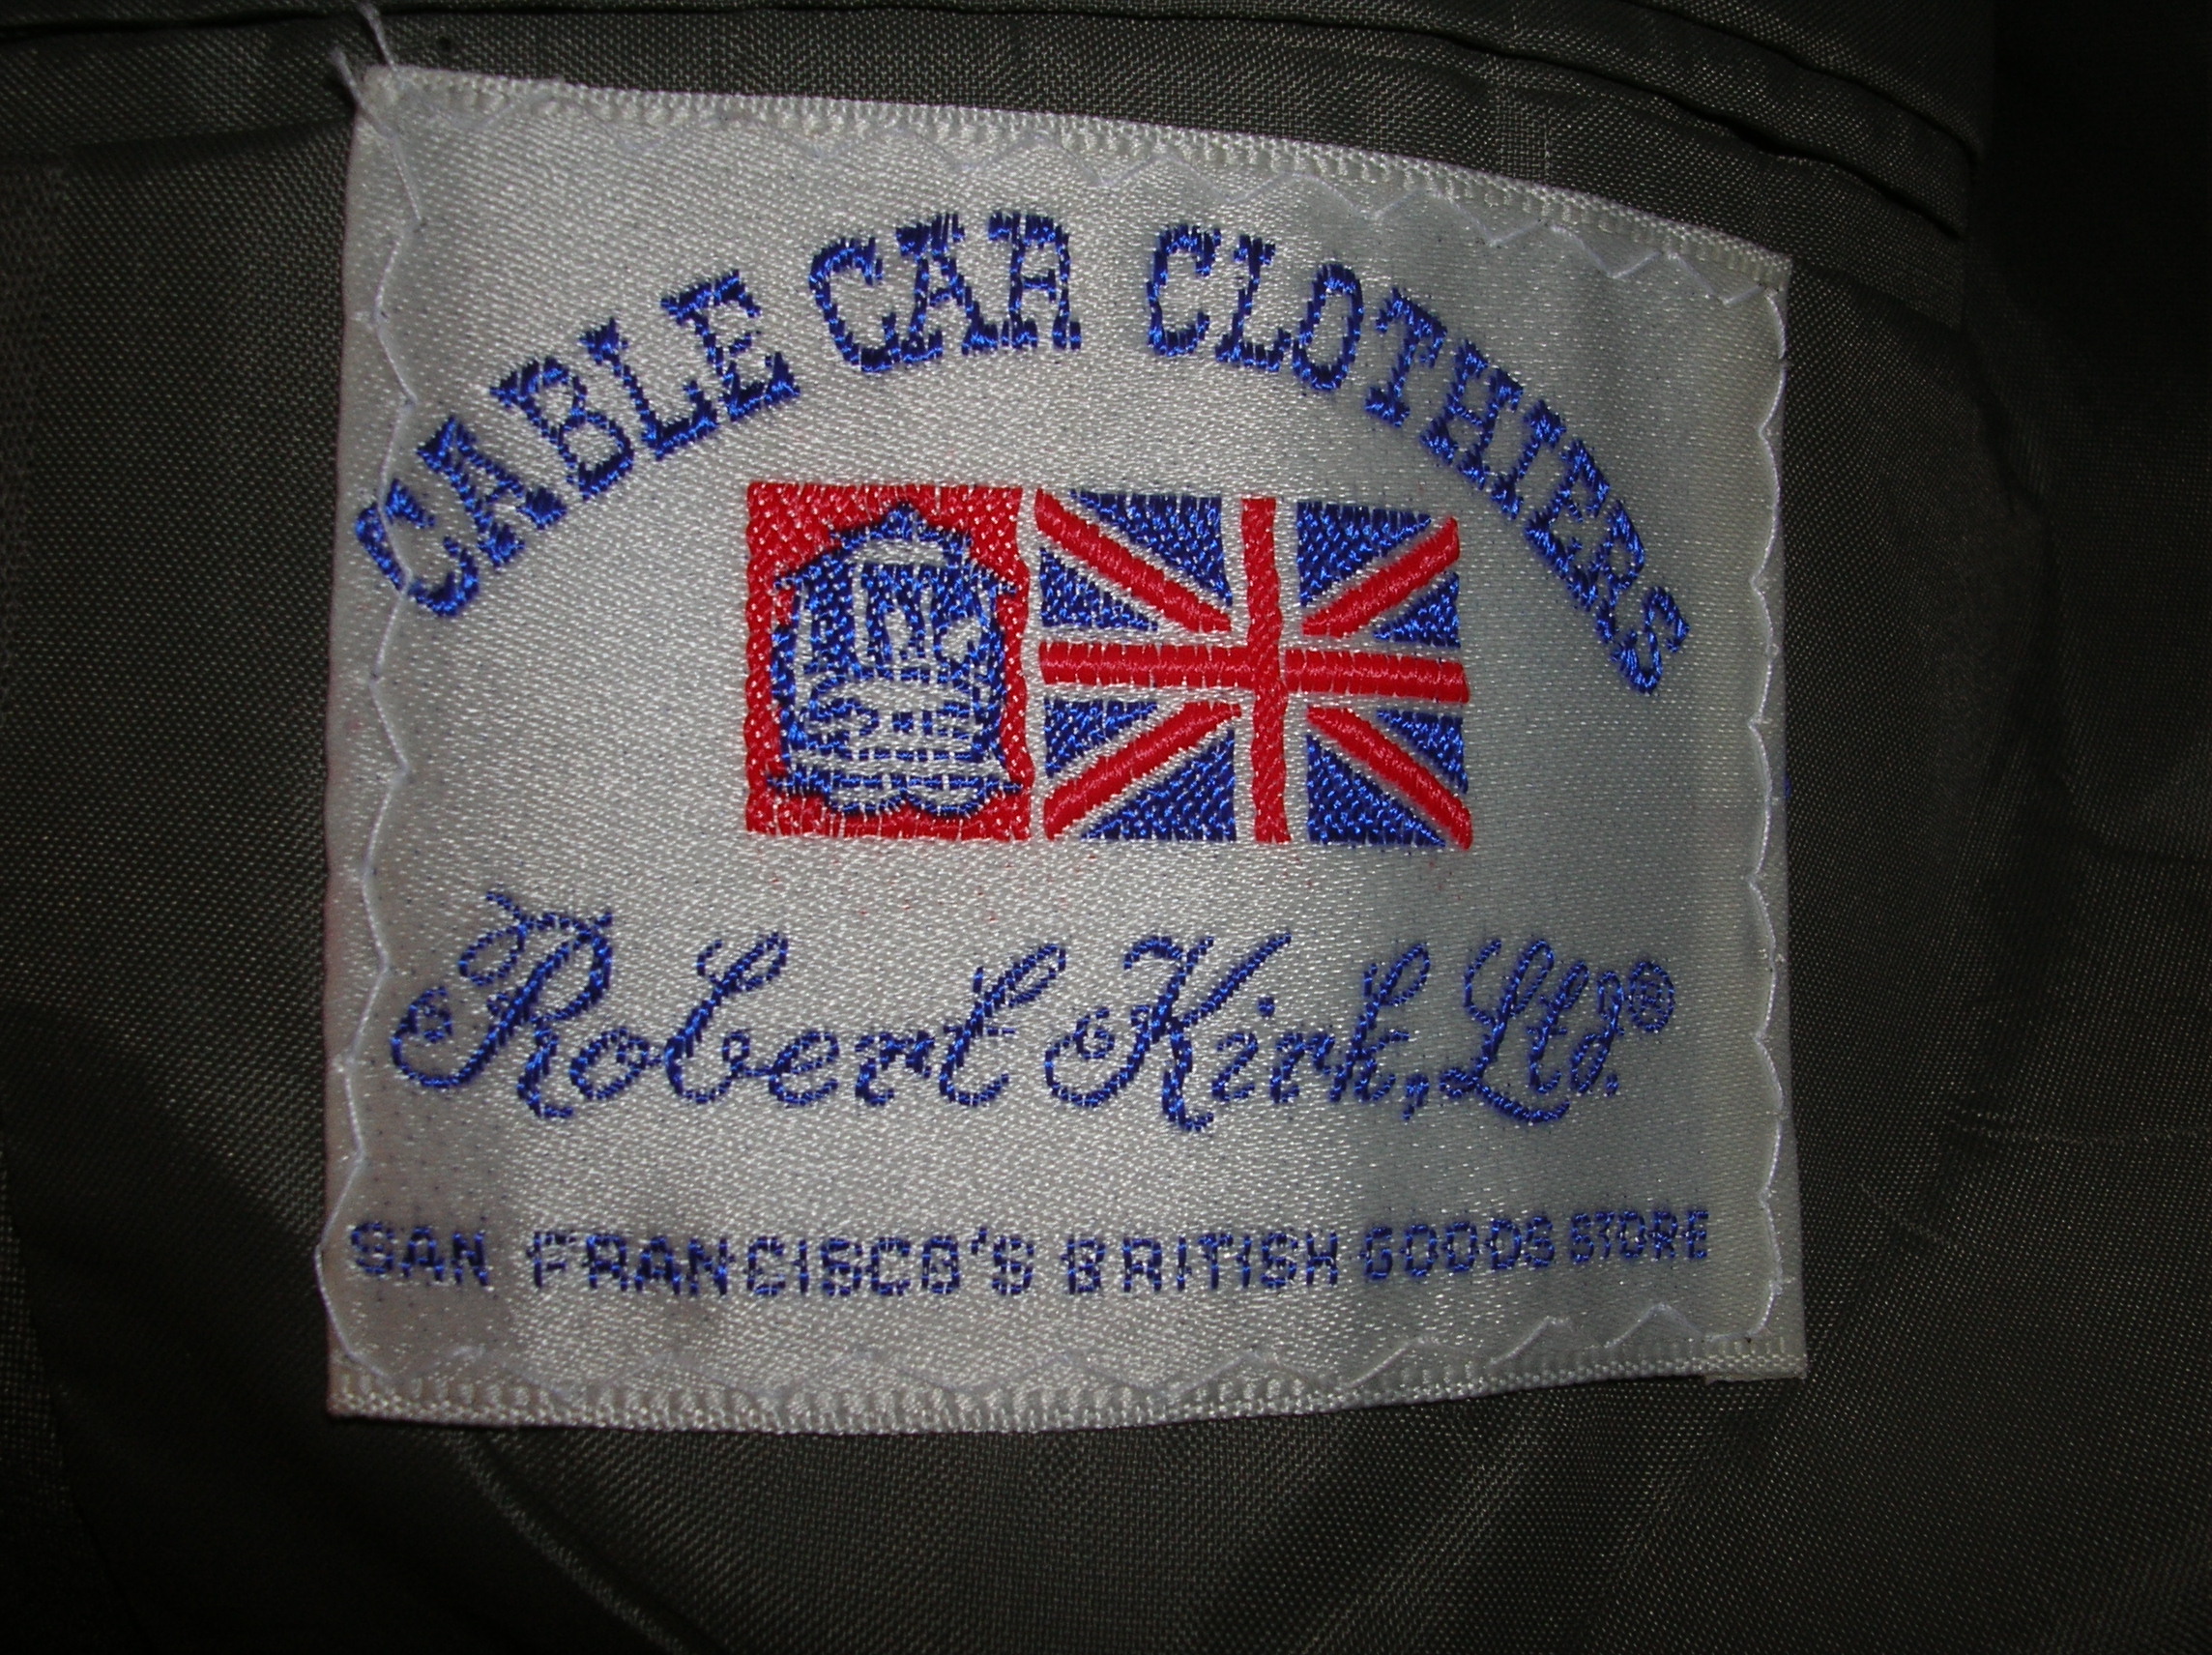 CABLE CAR CLOTHIERS
Robert Kirk, Ltd.®
SAN FRANCISCO'S BRITISH GOODS STORE